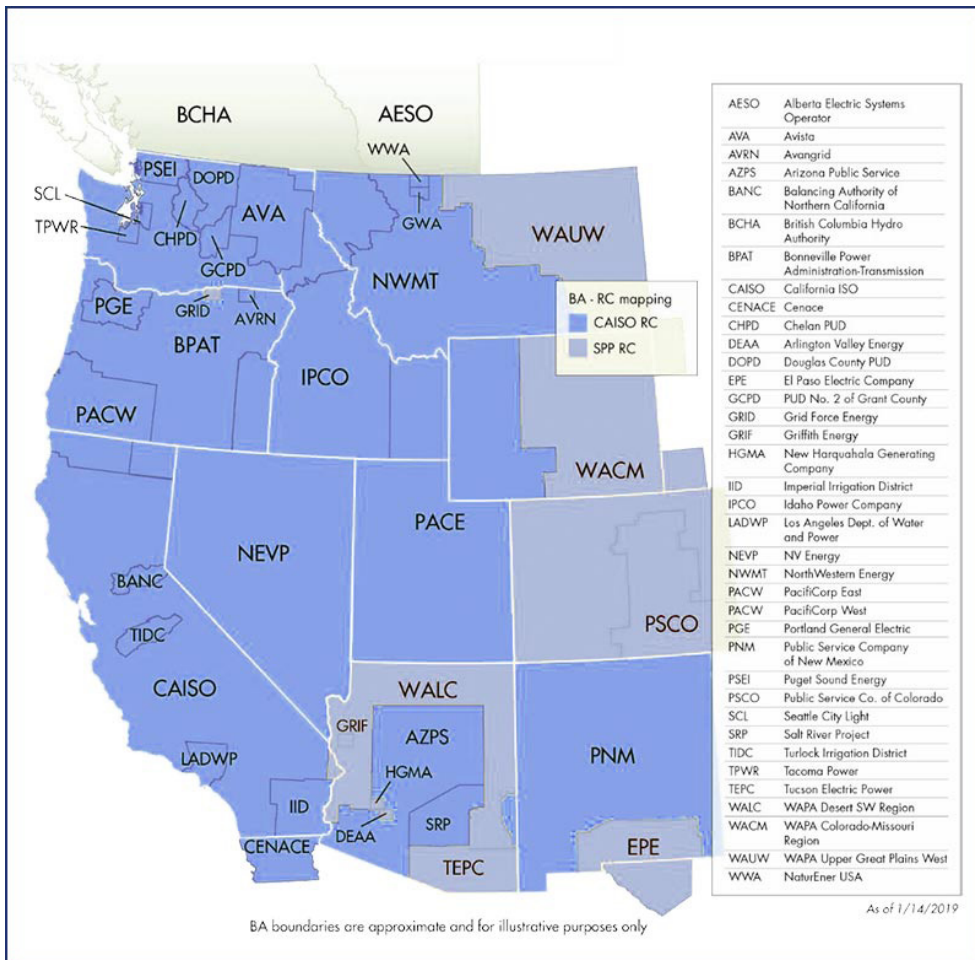 BCHA
AESO
WWA
PSEI
DOPD
SCL
AVA
TPWR
CHPD
GWA
WAUW
GCPD
NWMT
PGE
GRID
AVRN
BPAT
IPCO
PACW
WACM
BA - RC mapping
CAISO RC
SPP RC
PACE
NEVP
BANC
TIDC
PSCO
CAISO
WALC
GRIF
AZPS
LADWP
HGMA
PNM
IID
DEAA
SRP
CENACE
TEPC
EPE
AESO Alberta Electric Systems
Operator
AVA Avista
AVRN Avangrid
AZPS Arizona Public Service
BANC Balancing Authority of
Northern California
BCHA British Columbia Hydro
Authority
BPAT Bonneville Power
Administration-Transmission
CAISO California ISO
CENACE Cenace
CHPD Chelan PUD
DEAA Arlington Valley Energy
DOPD Douglas County PUD
EPE El Paso Electric Company
GCPD PUD No. 2 of Grant County
GRID Grid Force Energy
GRIF Griffith Energy
HGMA New Harquahala Generating
Company
IID Imperial Irrigation District
IPCO Idaho Power Company
LADWP Los Angeles Dept. of Water
and Power
NEVP NV Energy
NWMT NorthWestern Energy
PACW PacifiCorp East
PACW PacifiCorp West
PGE Portland General Electric
PNM Public Service Company
of New Mexico
PSEI Puget Sound Energy
PSCO Public Service Co. of Colorado
SCL Seattle City Light
SRP Salt River Project
TIDC Turlock Irrigation District
TPWR Tacoma Power
TEPC Tucson Electric Power
WALC WAPA Desert SW Region
WACM WAPA Colorado-Missouri
Region
WAUW WAPA Upper Great Plains West
WWA NaturEner USA
As of 1/14/2019
BA boundaries are approximate and for illustrative purposes only